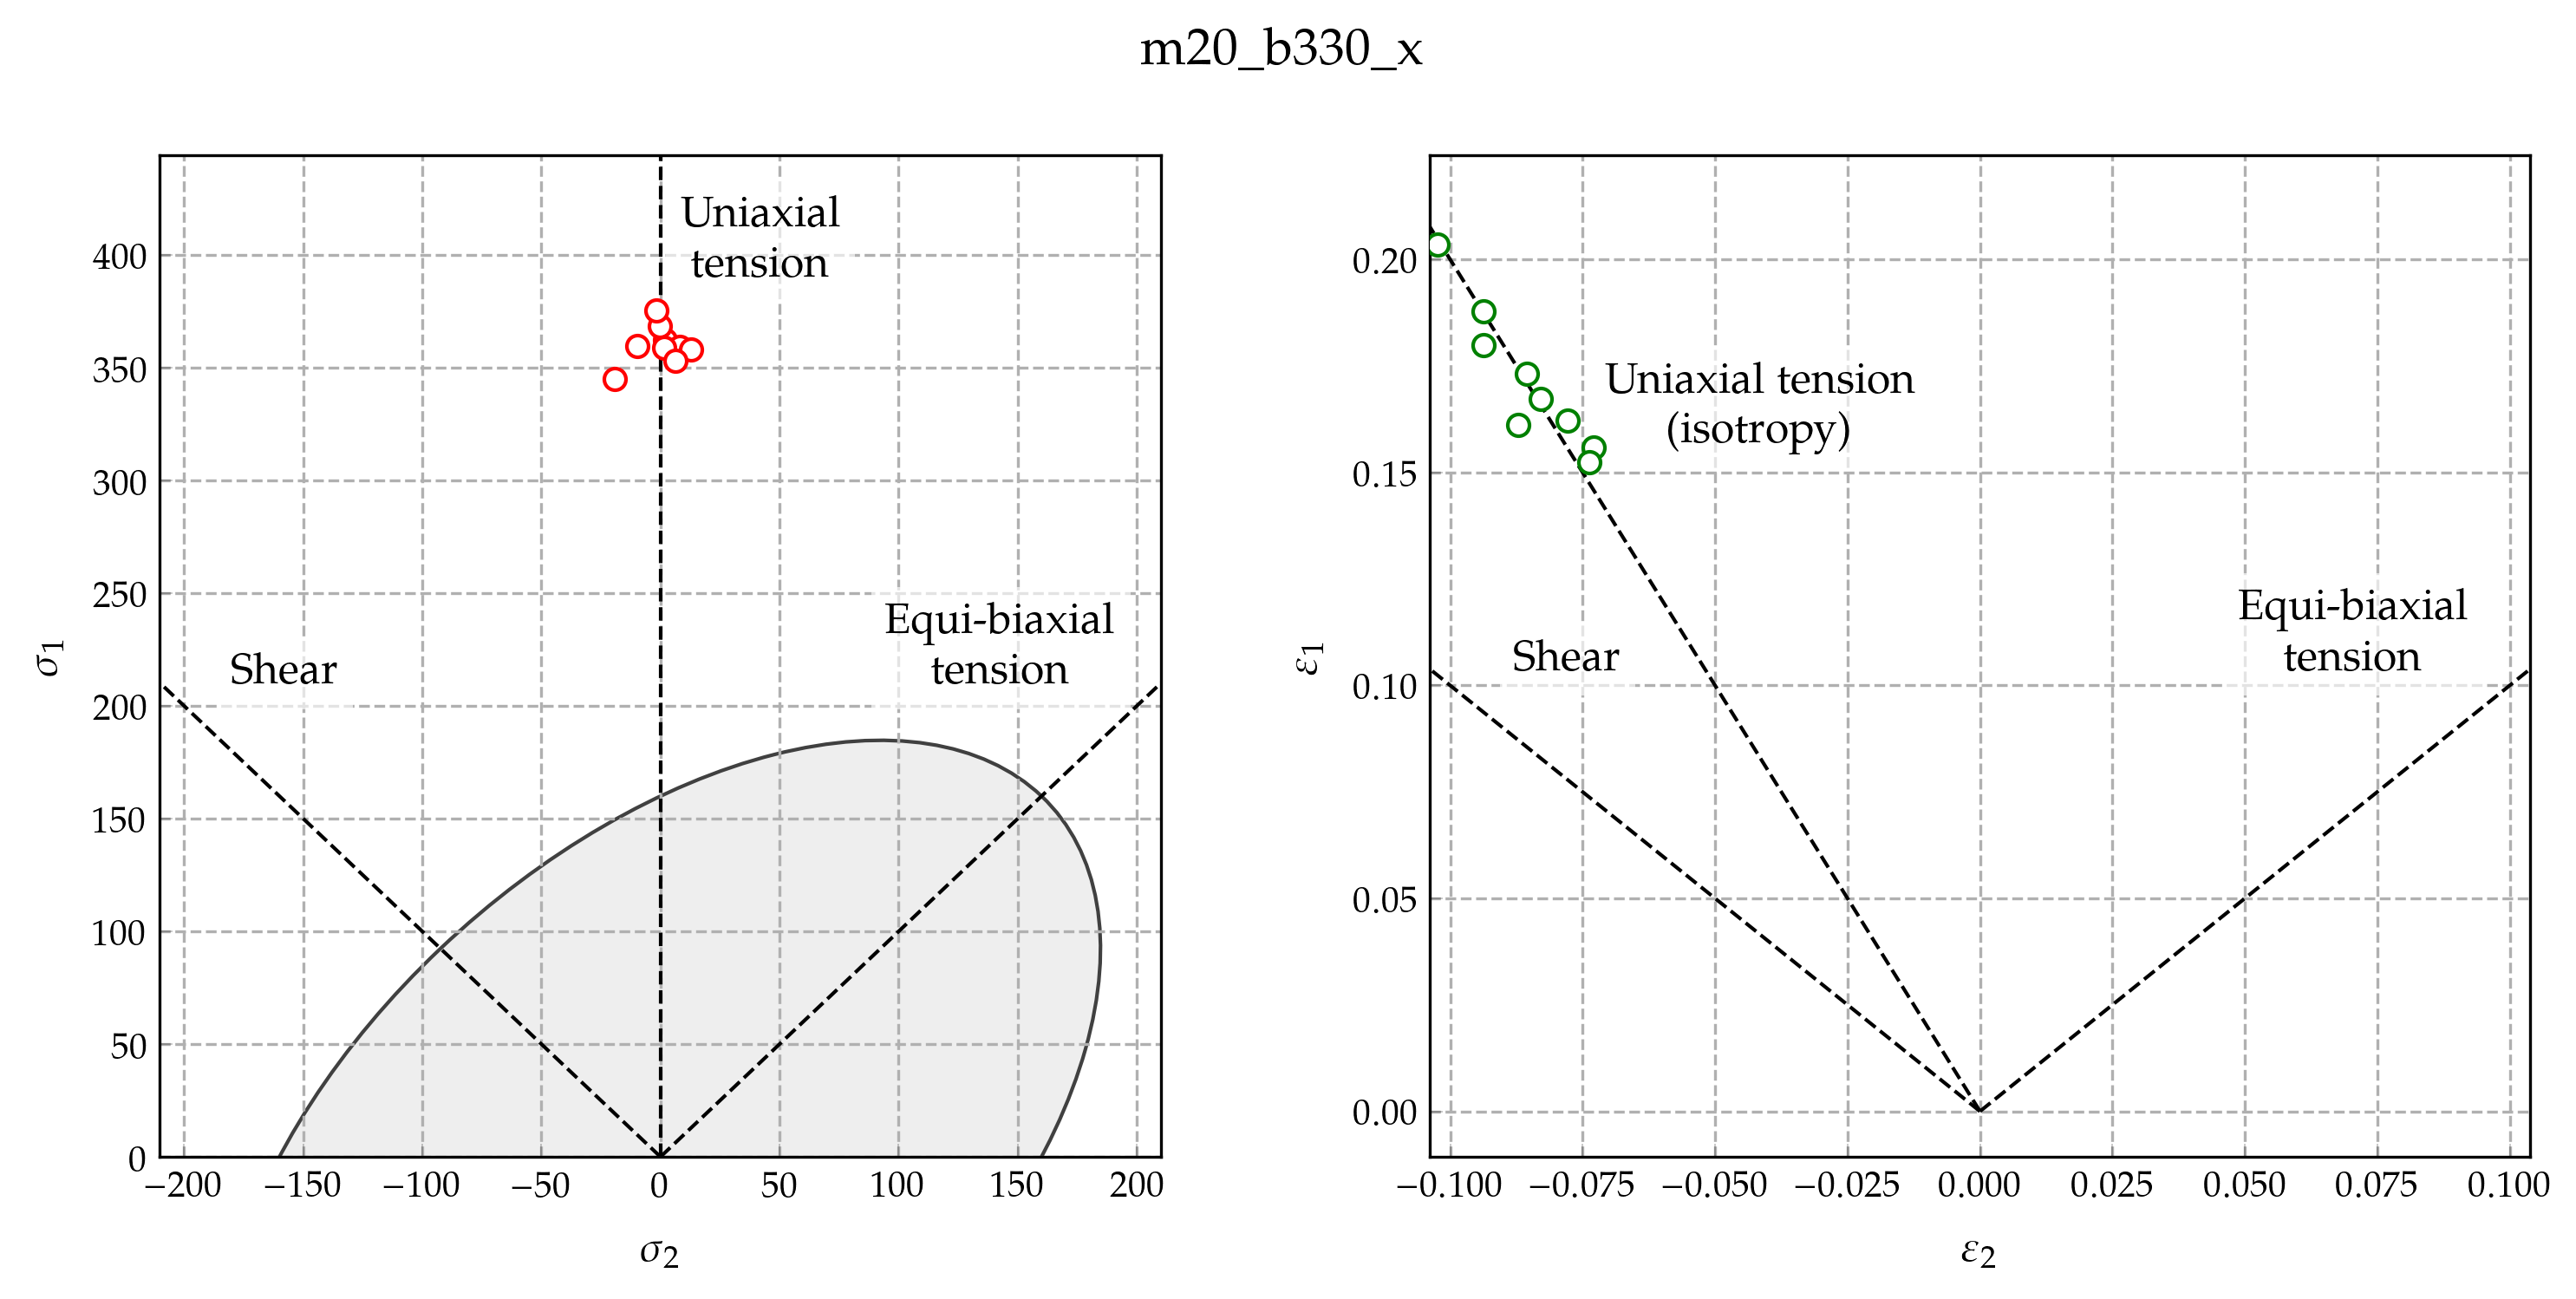 m20_b330_x
Uniaxial
tension
Shear
Equi-biaxial
tension
400
350
300
250
200
150
100
50
0
−200 −150 −100 −50 0 50 100 150 200
σ1
σ2
Uniaxial tension
(isotropy)
Shear
Equi-biaxial
tension
0.20
0.15
0.10
0.05
0.00
−0.100 −0.075 −0.050 −0.025 0.000 0.025 0.050 0.075 0.100
ε1
ε2